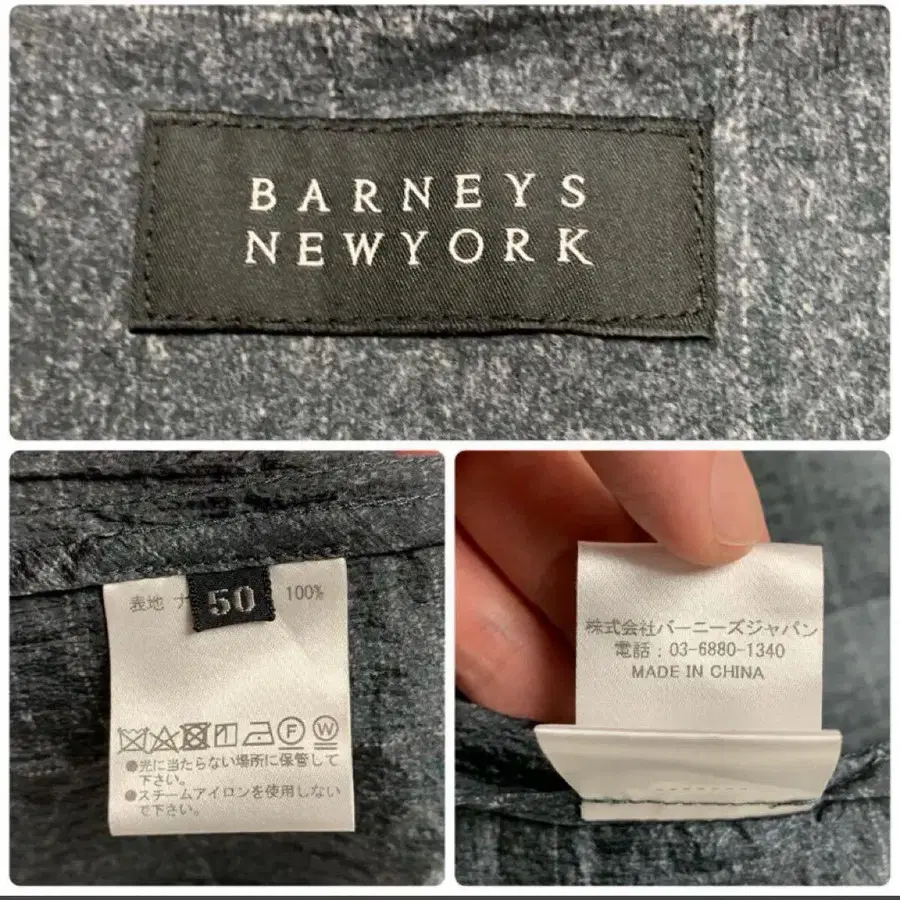 BARNEYS
NEWYORK
表地 ナ
50
100%
F
W
●光に当たらない場所に保管して
下さい。
●スチームアイロンを使用しない
で下さい。
株式会社バーニーズジャパン
電話：03-6880-1340
MADE IN CHINA